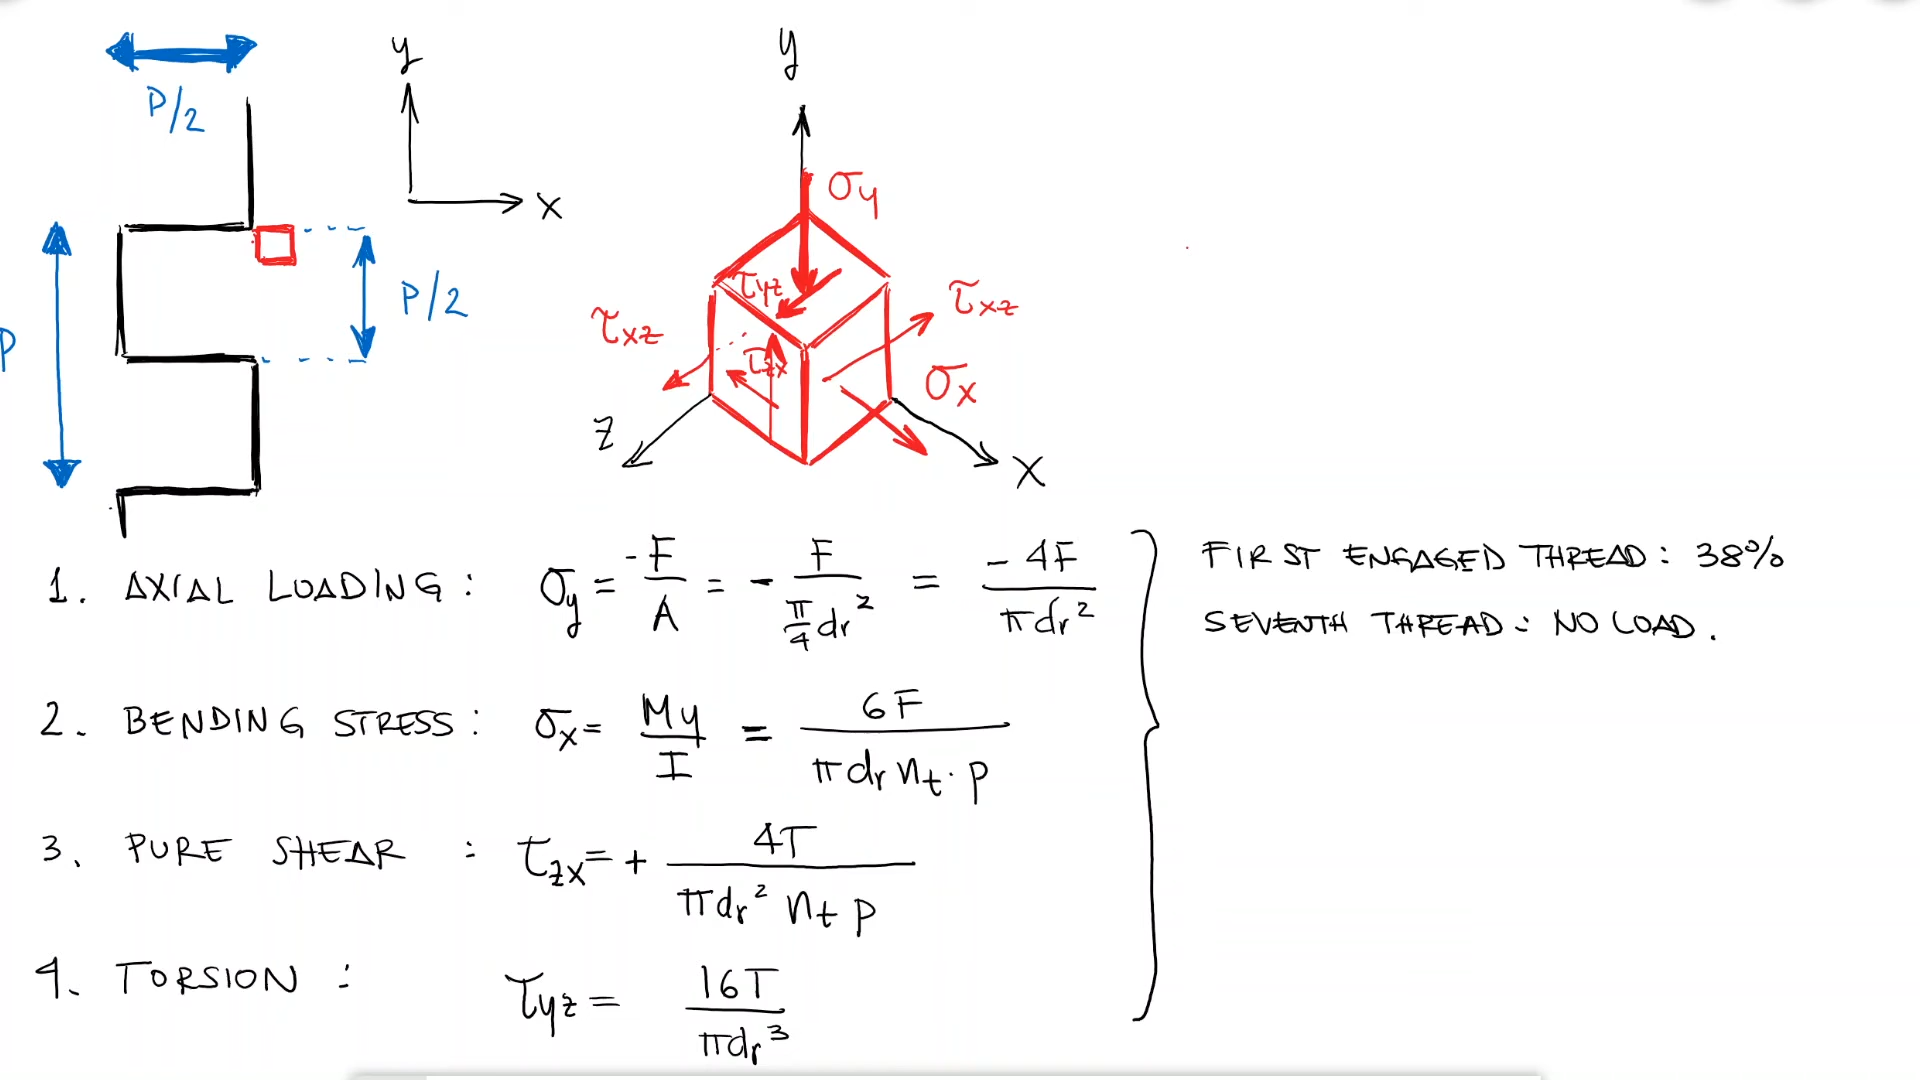 P/2
y
x
P/2
P
y
σy
τyz
τxz
τxz
τzx
σx
z
x
1. AXIAL LOADING : σy = -F/A = - F/(π/4 dr²) = -4F/(πdr²)
FIRST ENGAGED THREAD: 38%
SEVENTH THREAD: NO LOAD.
2. BENDING STRESS : σx = My/I = 6F/(πdr nt·p)
3. PURE SHEAR : τzx = + 4T/(πdr² nt p)
4. TORSION : τyz = 16T/(πdr³)